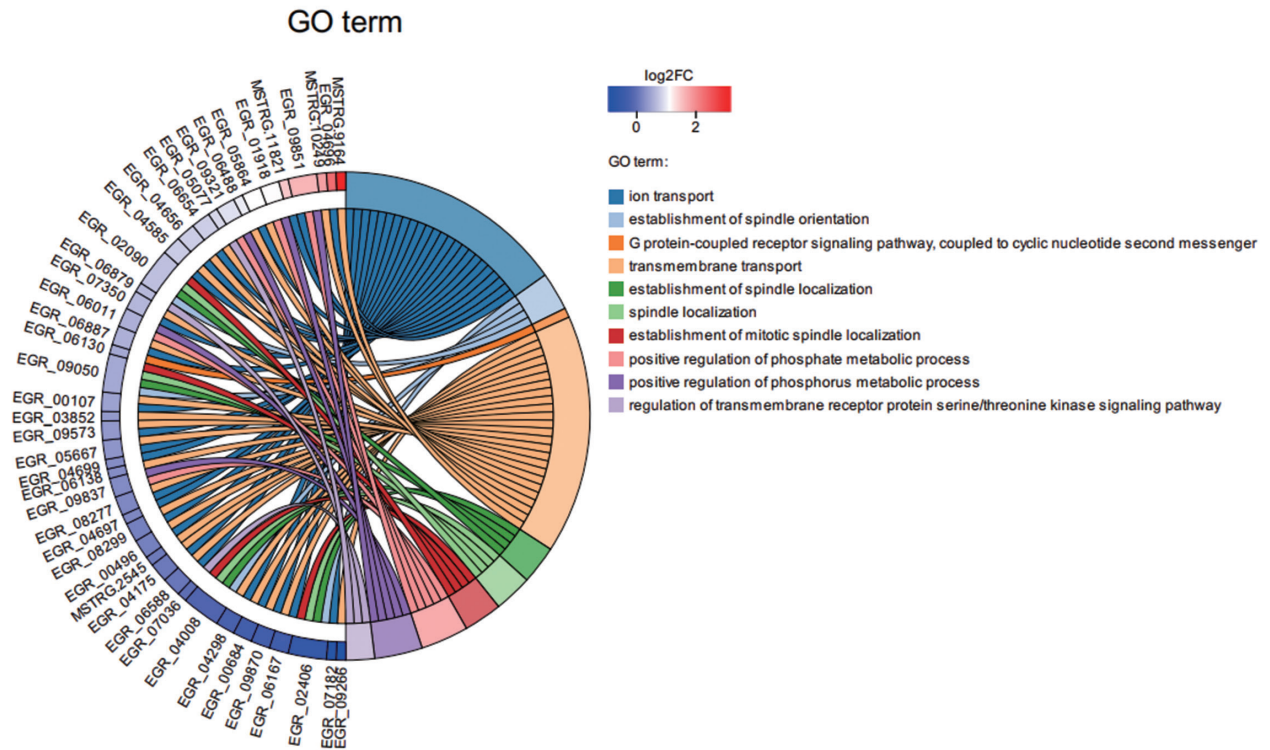 GO term
log2FC
0
2
GO term:
ion transport
establishment of spindle orientation
G protein-coupled receptor signaling pathway, coupled to cyclic nucleotide second messenger
transmembrane transport
establishment of spindle localization
spindle localization
establishment of mitotic spindle localization
positive regulation of phosphate metabolic process
positive regulation of phosphorus metabolic process
regulation of transmembrane receptor protein serine/threonine kinase signaling pathway
MSTRG.9164
EGR_04696
MSTRG.10249
EGR_09851
MSTRG.11821
EGR_01918
EGR_05864
EGR_06488
EGR_09321
EGR_05077
EGR_06654
EGR_04656
EGR_04585
EGR_02090
EGR_06879
EGR_07350
EGR_06011
EGR_06887
EGR_06130
EGR_09050
EGR_00107
EGR_03852
EGR_09573
EGR_05667
EGR_04699
EGR_06138
EGR_09837
EGR_08277
EGR_04697
EGR_08299
EGR_00496
MSTRG.2545
EGR_04175
EGR_06588
EGR_07036
EGR_04008
EGR_04298
EGR_00684
EGR_09870
EGR_06167
EGR_02406
EGR_07182
EGR_09266